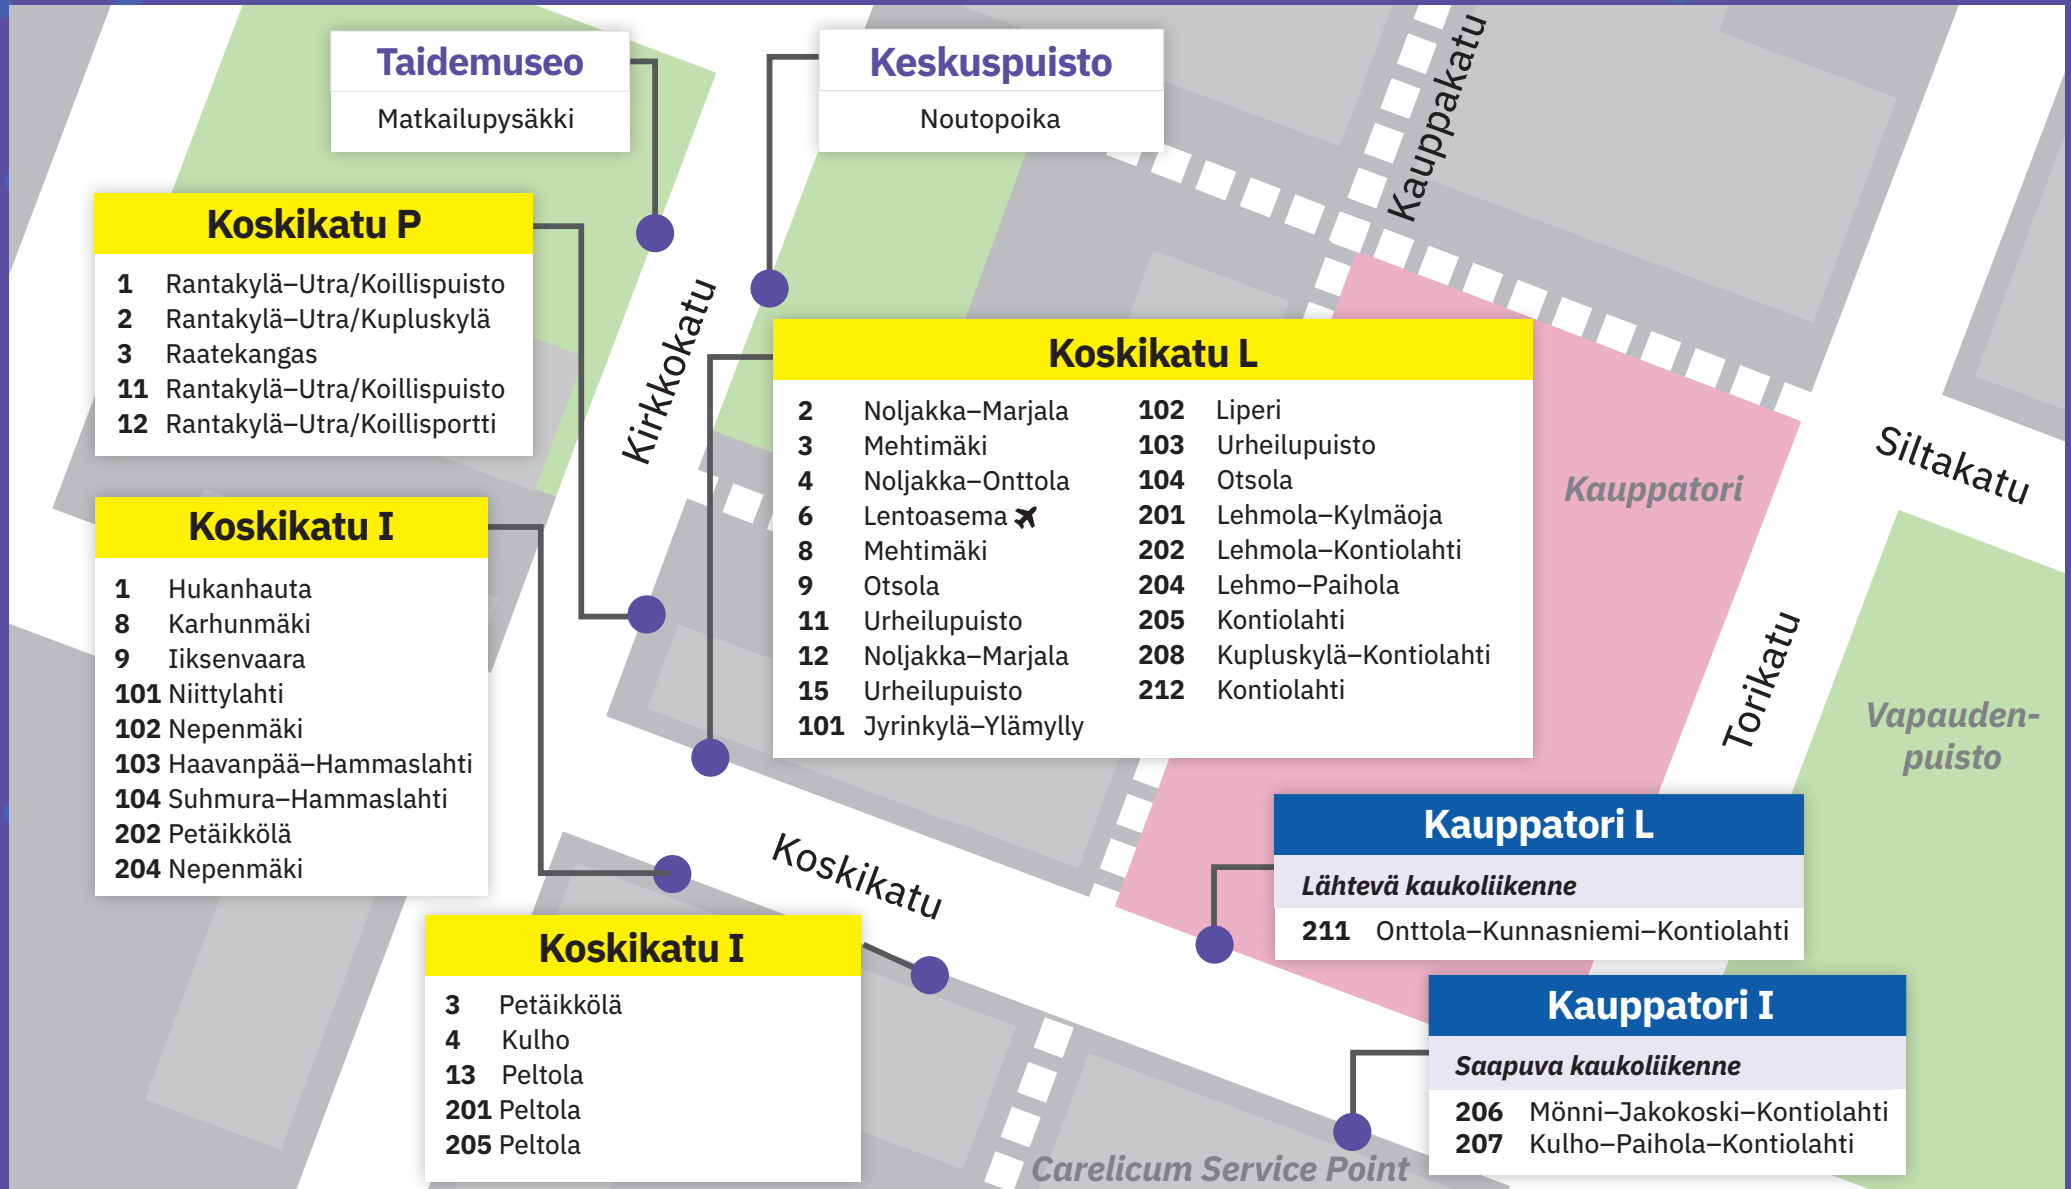 Taidemuseo
Matkailupysäkki
Keskuspuisto
Noutopoika
Kauppakatu
Koskikatu P
1 Rantakylä–Utra/Koillispuisto
2 Rantakylä–Utra/Kupluskylä
3 Raatekangas
11 Rantakylä–Utra/Koillispuisto
12 Rantakylä–Utra/Koillisportti
Kirkkokatu
Koskikatu L
2 Noljakka–Marjala
3 Mehtimäki
4 Noljakka–Onttola
6 Lentoasema
8 Mehtimäki
9 Otsola
11 Urheilupuisto
12 Noljakka–Marjala
15 Urheilupuisto
101 Jyrinkylä–Ylämylly
102 Liperi
103 Urheilupuisto
104 Otsola
201 Lehmola–Kylmäoja
202 Lehmola–Kontiolahti
204 Lehmo–Paihola
205 Kontiolahti
208 Kupluskylä–Kontiolahti
212 Kontiolahti
Kauppatori
Siltakatu
Torikatu
Vapauden-
puisto
Koskikatu I
1 Hukanhauta
8 Karhunmäki
9 Iiksenvaara
101 Niittylahti
102 Nepenmäki
103 Haavanpää–Hammaslahti
104 Suhmura–Hammaslahti
202 Petäikkölä
204 Nepenmäki
Koskikatu
Kauppatori L
Lähtevä kaukoliikenne
211 Onttola–Kunnasniemi–Kontiolahti
Koskikatu I
3 Petäikkölä
4 Kulho
13 Peltola
201 Peltola
205 Peltola
Kauppatori I
Saapuva kaukoliikenne
206 Mönni–Jakokoski–Kontiolahti
207 Kulho–Paihola–Kontiolahti
Carelicum Service Point